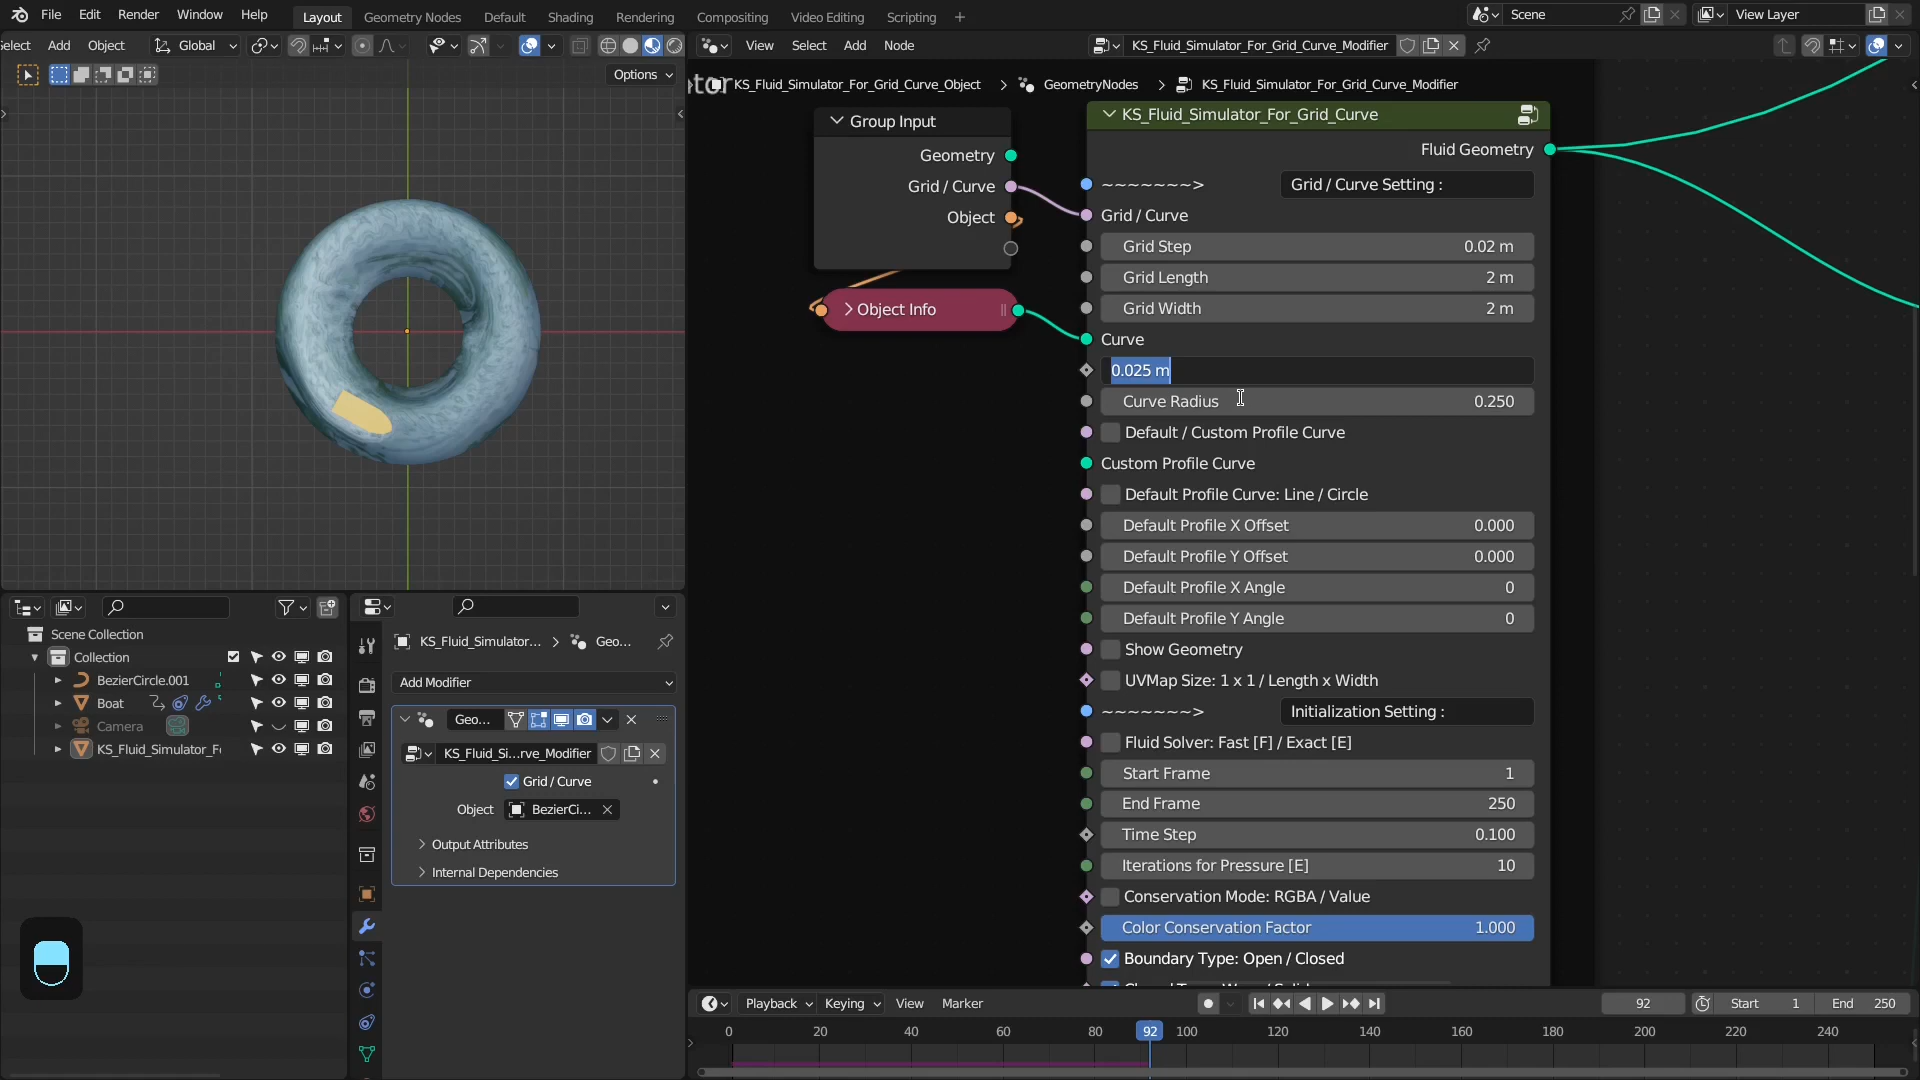 File Edit Render Window Help Layout Geometry Nodes Default Shading Rendering Compositing Video Editing Scripting + Scene View Layer
elect Add Object Global View Select Add Node KS_Fluid_Simulator_For_Grid_Curve_Modifier
Options
tor KS_Fluid_Simulator_For_Grid_Curve_Object > GeometryNodes > KS_Fluid_Simulator_For_Grid_Curve_Modifier
Group Input
Geometry
Grid / Curve
Object
Object Info
KS_Fluid_Simulator_For_Grid_Curve
Fluid Geometry
~~~~~~~> Grid / Curve Setting :
Grid / Curve
Grid Step 0.02 m
Grid Length 2 m
Grid Width 2 m
Curve
0.025 m
Curve Radius 0.250
Default / Custom Profile Curve
Custom Profile Curve
Default Profile Curve: Line / Circle
Default Profile X Offset 0.000
Default Profile Y Offset 0.000
Default Profile X Angle 0
Default Profile Y Angle 0
Show Geometry
UVMap Size: 1 x 1 / Length x Width
~~~~~~~> Initialization Setting :
Fluid Solver: Fast [F] / Exact [E]
Start Frame 1
End Frame 250
Time Step 0.100
Iterations for Pressure [E] 10
Conservation Mode: RGBA / Value
Color Conservation Factor 1.000
Boundary Type: Open / Closed
Scene Collection
Collection
BezierCircle.001
Boat
Camera
KS_Fluid_Simulator_F
KS_Fluid_Simulator... > Geo...
Add Modifier
Geo...
KS_Fluid_Si...rve_Modifier
Grid / Curve
Object BezierCi...
Output Attributes
Internal Dependencies
Playback Keying View Marker 92 Start 1 End 250
0 20 40 60 80 92 100 120 140 160 180 200 220 240